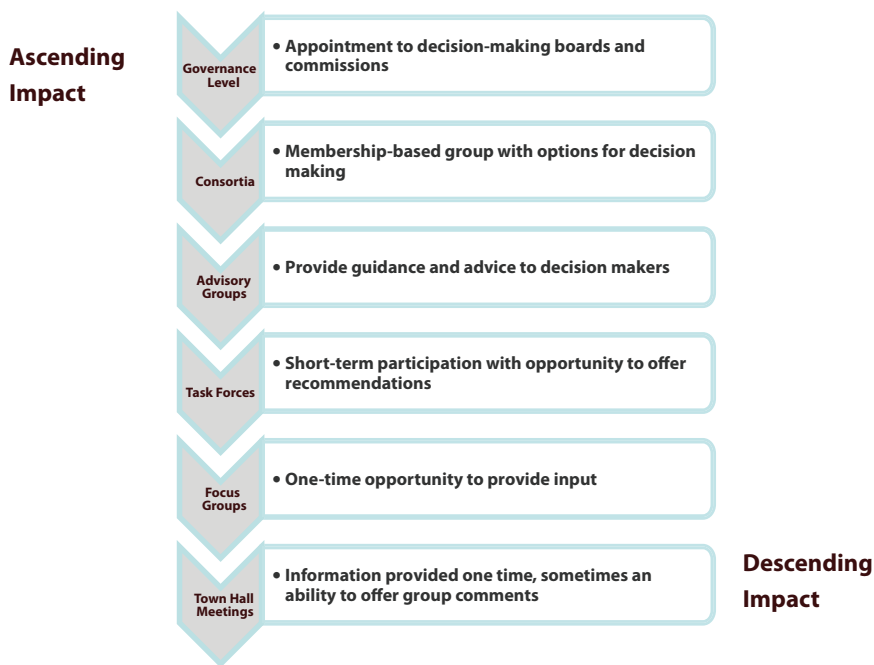 Ascending
Impact
Governance
Level
• Appointment to decision-making boards and
commissions
Consortia
• Membership-based group with options for decision
making
Advisory
Groups
• Provide guidance and advice to decision makers
Task Forces
• Short-term participation with opportunity to offer
recommendations
Focus
Groups
• One-time opportunity to provide input
Town Hall
Meetings
• Information provided one time, sometimes an
ability to offer group comments
Descending
Impact